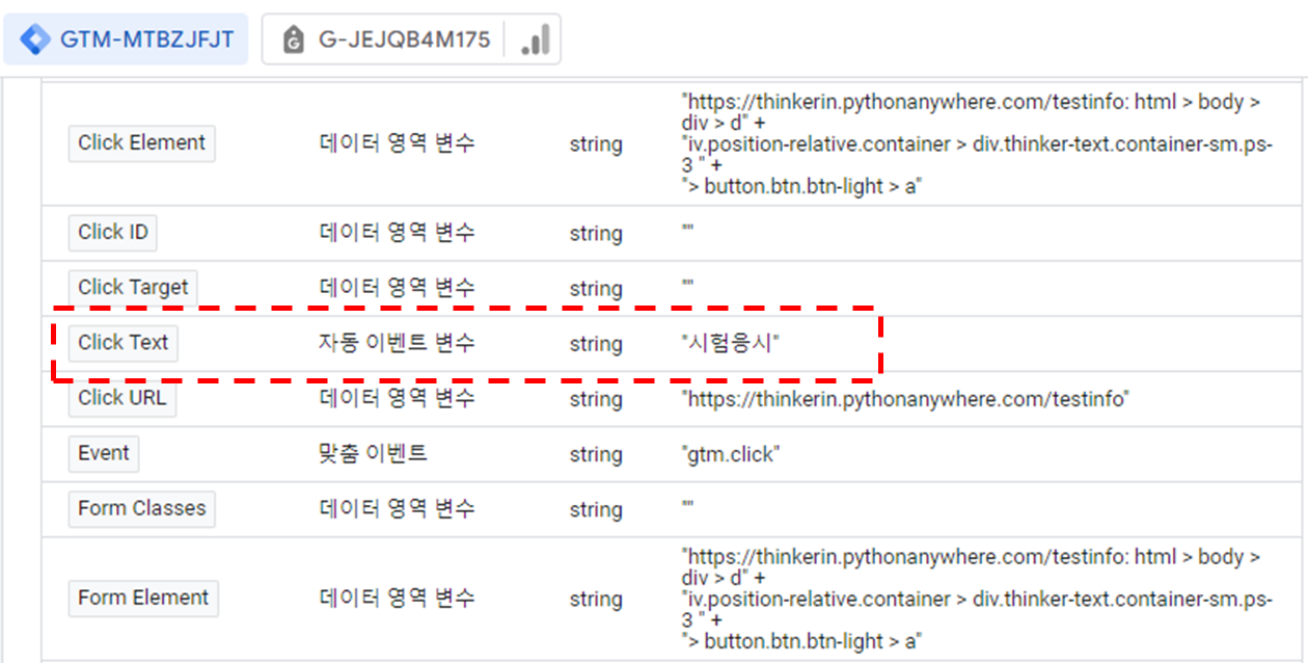 GTM-MTBZJFJT G-JEJQB4M175
"https://thinkerin.pythonanywhere.com/testinfo: html > body >
div > d" +
Click Element 데이터 영역 변수 string "iv.position-relative.container > div.thinker-text.container-sm.ps-
3 " +
"> button.btn.btn-light > a"
Click ID 데이터 영역 변수 string ""
Click Target 데이터 영역 변수 string ""
Click Text 자동 이벤트 변수 string "시험응시"
Click URL 데이터 영역 변수 string "https://thinkerin.pythonanywhere.com/testinfo"
Event 맞춤 이벤트 string "gtm.click"
Form Classes 데이터 영역 변수 string ""
"https://thinkerin.pythonanywhere.com/testinfo: html > body >
div > d" +
Form Element 데이터 영역 변수 string "iv.position-relative.container > div.thinker-text.container-sm.ps-
3 " +
"> button.btn.btn-light > a"